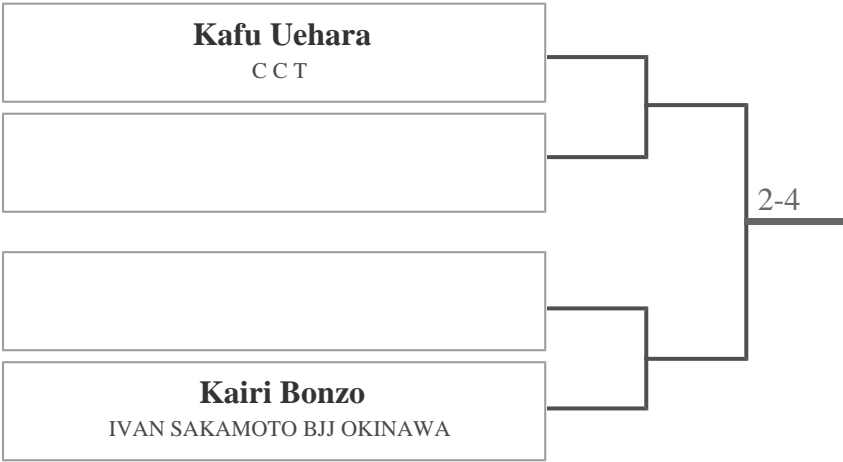 Kafu Uehara
C C T
2-4
Kairi Bonzo
IVAN SAKAMOTO BJJ OKINAWA